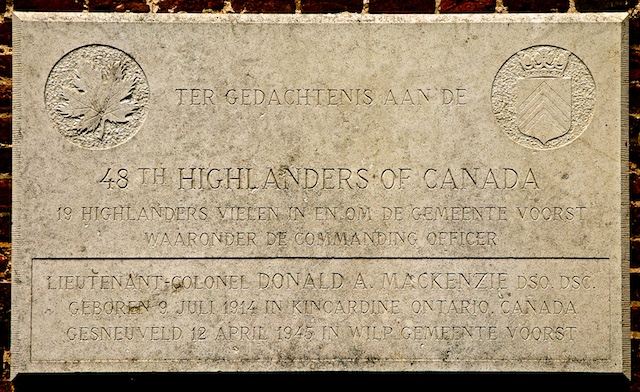 TER GEDACHTENIS AAN DE
48TH HIGHLANDERS OF CANADA
19 HIGHLANDERS VIELEN IN EN OM DE GEMEENTE VOORST
WAARONDER DE COMMANDING OFFICER
LIEUTENANT-COLONEL DONALD A. MACKENZIE DSO. DSC.
GEBOREN 9 JULI 1914 IN KINCARDINE ONTARIO, CANADA
GESNEUVELD 12 APRIL 1945 IN WILP GEMEENTE VOORST